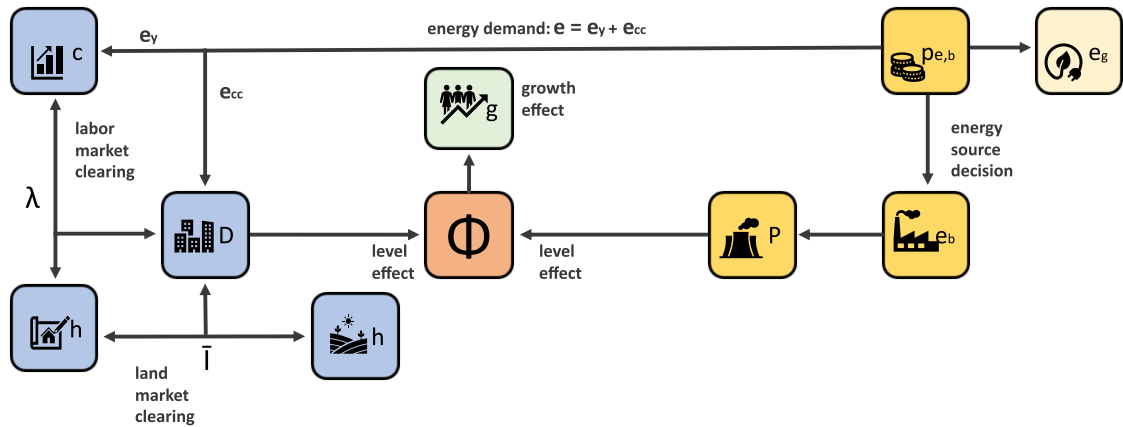 energy demand: e = ey + ecc
ey
c
pe,b
eg
ecc
g
growth
effect
labor
market
clearing
energy
source
decision
λ
D
level
effect
Φ
level
effect
P
eb
h
h
l̄
land
market
clearing